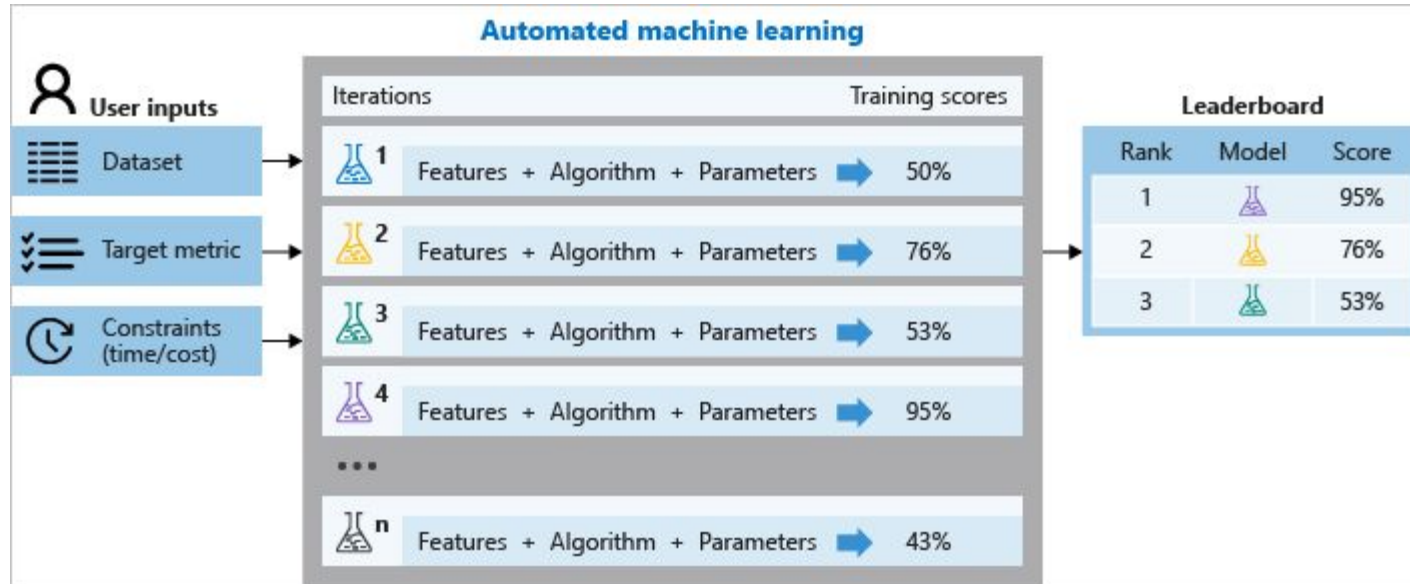 Automated machine learning
User inputs
Dataset
Target metric
Constraints
(time/cost)
Iterations Training scores
1 Features + Algorithm + Parameters 50%
2 Features + Algorithm + Parameters 76%
3 Features + Algorithm + Parameters 53%
4 Features + Algorithm + Parameters 95%
...
n Features + Algorithm + Parameters 43%
Leaderboard
Rank Model Score
1 95%
2 76%
3 53%